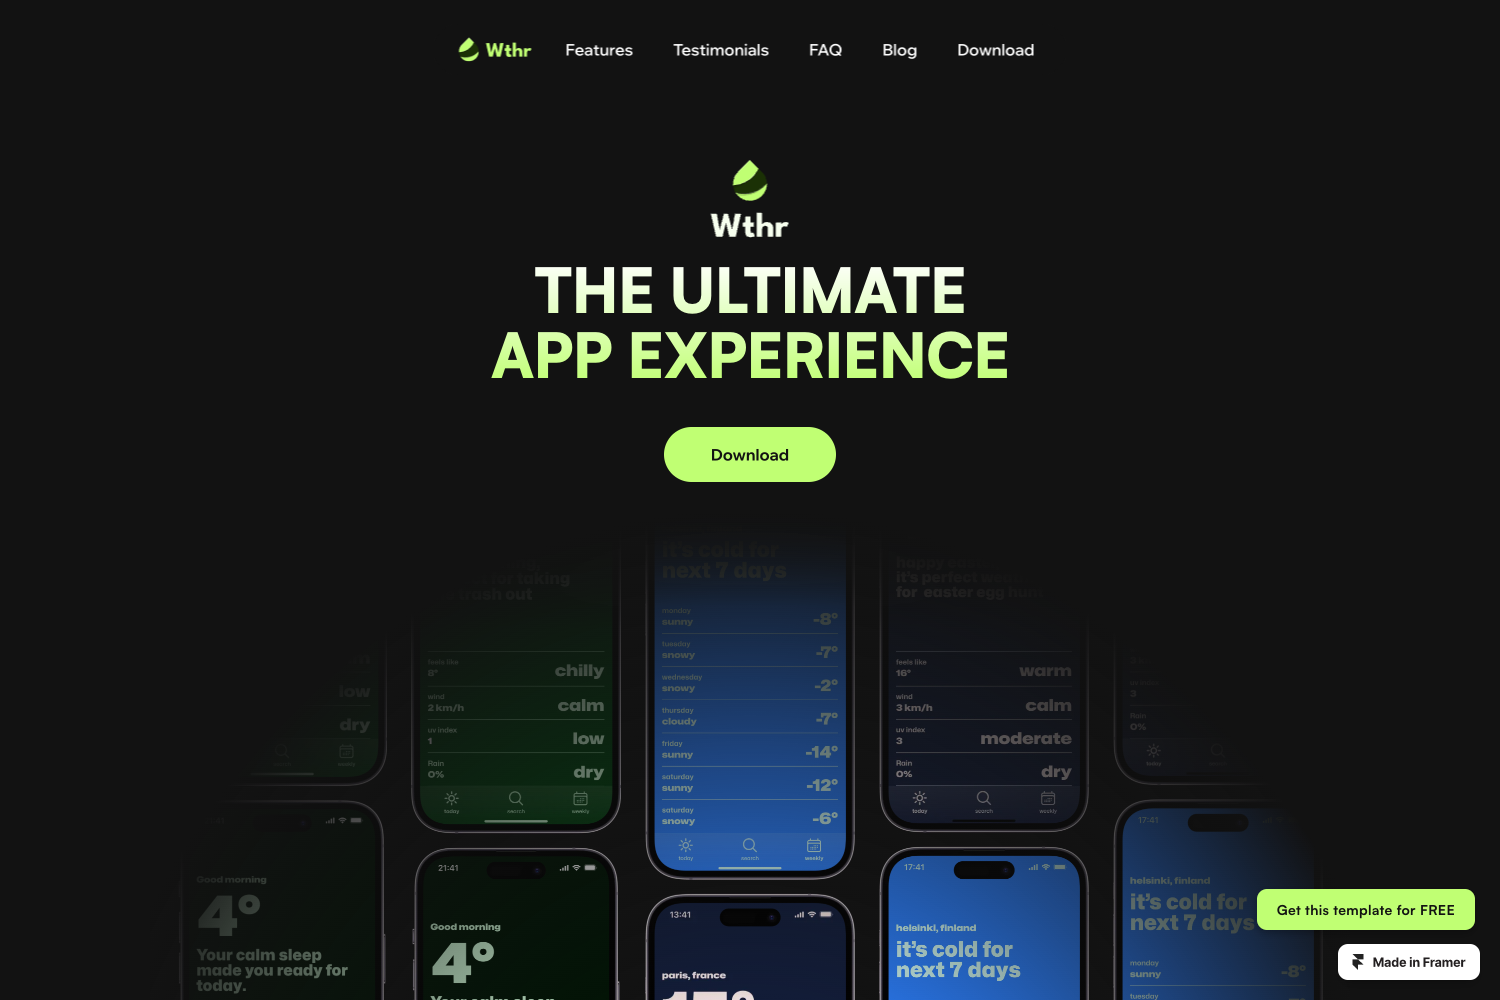 Wthr
Features
Testimonials
FAQ
Blog
Download
Wthr
THE ULTIMATE
APP EXPERIENCE
Download
low
dry
for taking
trash out
feels like
8°
chilly
wind
2 km/h
calm
uv index
1
low
Rain
0%
dry
today
search
weekly
it's cold for
next 7 days
monday
sunny
-8°
tuesday
snowy
-7°
wednesday
snowy
-2°
thursday
cloudy
-7°
friday
sunny
-14°
saturday
sunny
-12°
saturday
snowy
-6°
today
search
weekly
happy
it's perfect
for easter egg hunt
feels like
16°
warm
wind
3 km/h
calm
uv index
3
moderate
Rain
0%
dry
today
search
weekly
3
Rain
0%
today
Good morning
4°
Your calm sleep
made you ready for
today.
21:41
Good morning
4°
Your calm sleep
13:41
paris, france
17°
17:41
helsinki, finland
it's cold for
next 7 days
17:41
helsinki, finland
it's cold for
next 7 days
monday
sunny
-8°
tuesday
Get this template for FREE
Made in Framer